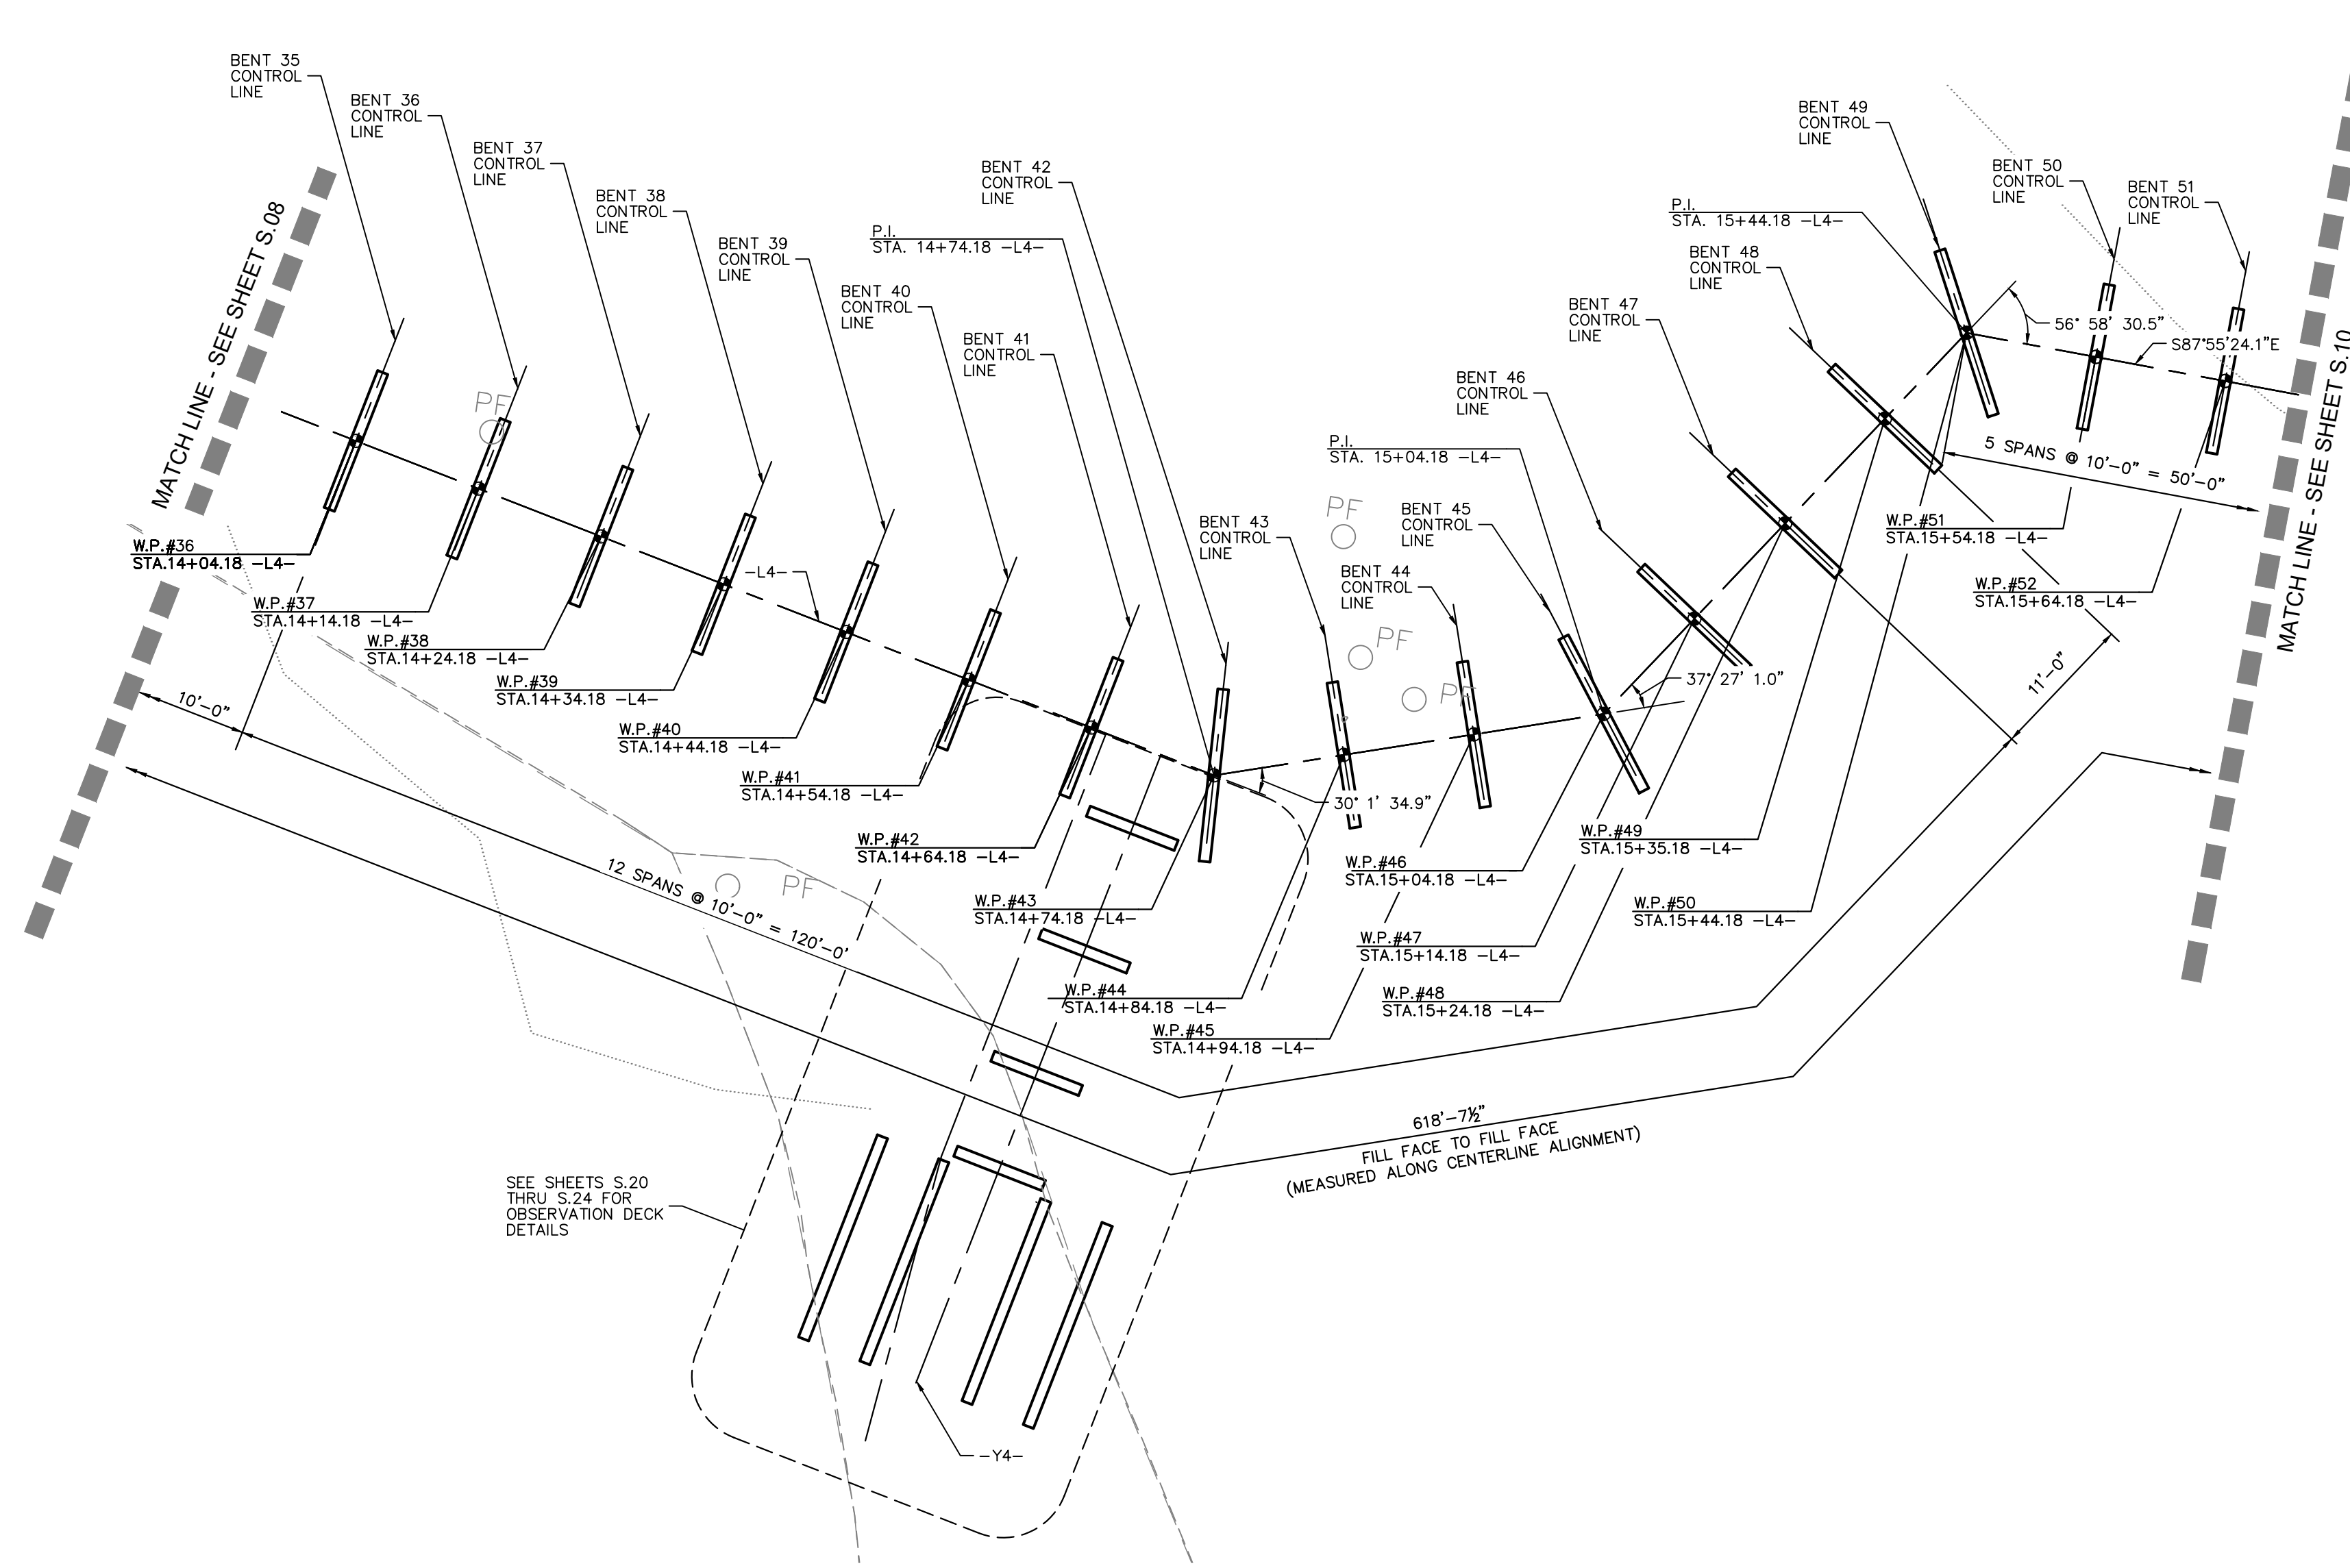 BENT 35
CONTROL
LINE
BENT 36
CONTROL
LINE
BENT 37
CONTROL
LINE
BENT 38
CONTROL
LINE
BENT 39
CONTROL
LINE
BENT 40
CONTROL
LINE
BENT 41
CONTROL
LINE
P.I.
STA. 14+74.18 -L4-
BENT 42
CONTROL
LINE
BENT 43
CONTROL
LINE
BENT 44
CONTROL
LINE
BENT 45
CONTROL
LINE
P.I.
STA. 15+04.18 -L4-
BENT 46
CONTROL
LINE
BENT 47
CONTROL
LINE
BENT 48
CONTROL
LINE
P.I.
STA. 15+44.18 -L4-
BENT 49
CONTROL
LINE
BENT 50
CONTROL
LINE
BENT 51
CONTROL
LINE
MATCH LINE - SEE SHEET S.08
MATCH LINE - SEE SHEET S.10
PF
PF
PF
PF
PF
-L4-
56° 58' 30.5"
S87°55'24.1"E
5 SPANS @ 10'-0" = 50'-0"
37° 27' 1.0"
30° 1' 34.9"
11'-0"
10'-0"
12 SPANS @ 10'-0" = 120'-0'
W.P.#36
STA.14+04.18 -L4-
W.P.#37
STA.14+14.18 -L4-
W.P.#38
STA.14+24.18 -L4-
W.P.#39
STA.14+34.18 -L4-
W.P.#40
STA.14+44.18 -L4-
W.P.#41
STA.14+54.18 -L4-
W.P.#42
STA.14+64.18 -L4-
W.P.#43
STA.14+74.18 -L4-
W.P.#44
STA.14+84.18 -L4-
W.P.#45
STA.14+94.18 -L4-
W.P.#46
STA.15+04.18 -L4-
W.P.#47
STA.15+14.18 -L4-
W.P.#48
STA.15+24.18 -L4-
W.P.#49
STA.15+35.18 -L4-
W.P.#50
STA.15+44.18 -L4-
W.P.#51
STA.15+54.18 -L4-
W.P.#52
STA.15+64.18 -L4-
618'-7½"
FILL FACE TO FILL FACE
(MEASURED ALONG CENTERLINE ALIGNMENT)
SEE SHEETS S.20
THRU S.24 FOR
OBSERVATION DECK
DETAILS
-Y4-